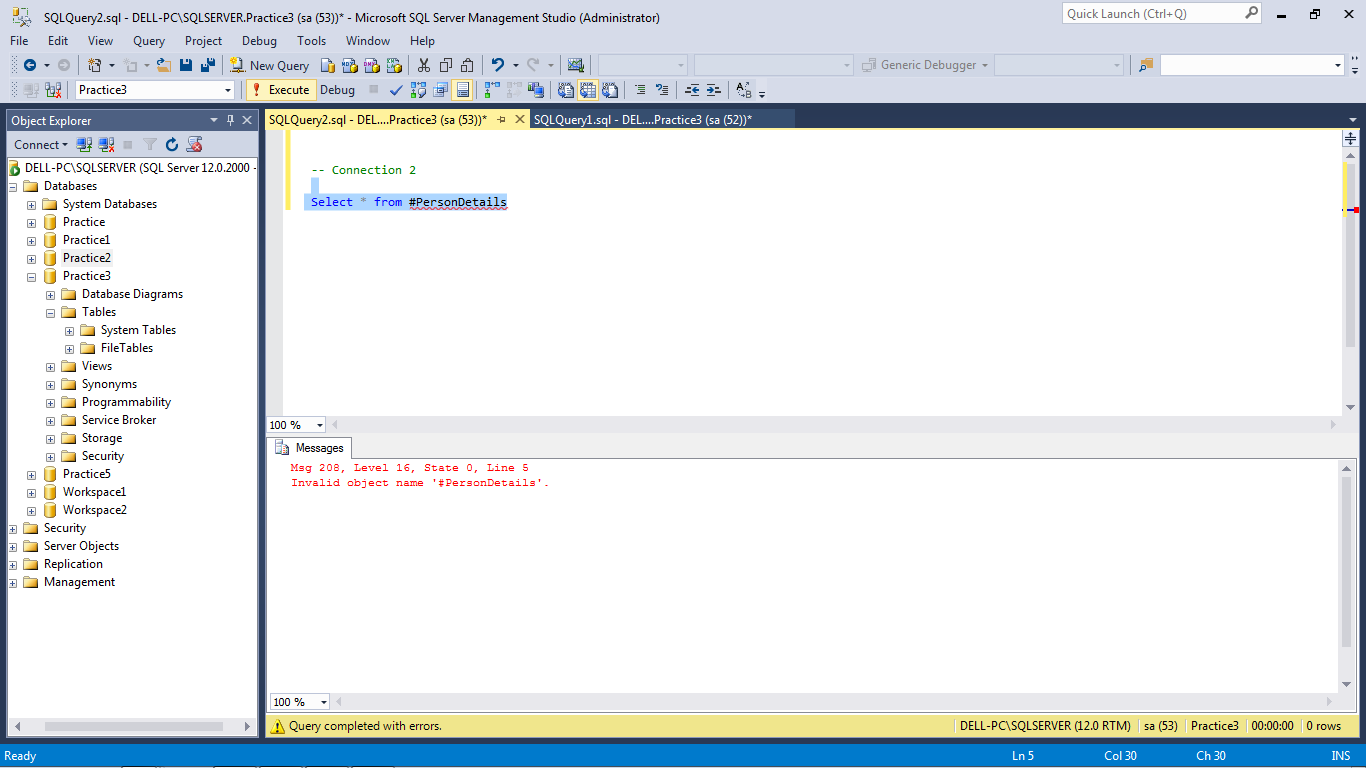 SQLQuery2.sql - DELL-PC\SQLSERVER.Practice3 (sa (53))* - Microsoft SQL Server Management Studio (Administrator)
Quick Launch (Ctrl+Q)
File Edit View Query Project Debug Tools Window Help
New Query
Generic Debugger
Practice3
Execute Debug
Object Explorer
SQLQuery2.sql - DEL....Practice3 (sa (53))* SQLQuery1.sql - DEL....Practice3 (sa (52))*
Connect
DELL-PC\SQLSERVER (SQL Server 12.0.2000 -
Databases
System Databases
Practice
Practice1
Practice2
Practice3
Database Diagrams
Tables
System Tables
FileTables
Views
Synonyms
Programmability
Service Broker
Storage
Security
Practice5
Workspace1
Workspace2
Security
Server Objects
Replication
Management
-- Connection 2
Select * from #PersonDetails
100 %
Messages
Msg 208, Level 16, State 0, Line 5
Invalid object name '#PersonDetails'.
100 %
Query completed with errors.
DELL-PC\SQLSERVER (12.0 RTM) sa (53) Practice3 00:00:00 0 rows
Ready
Ln 5 Col 30 Ch 30 INS